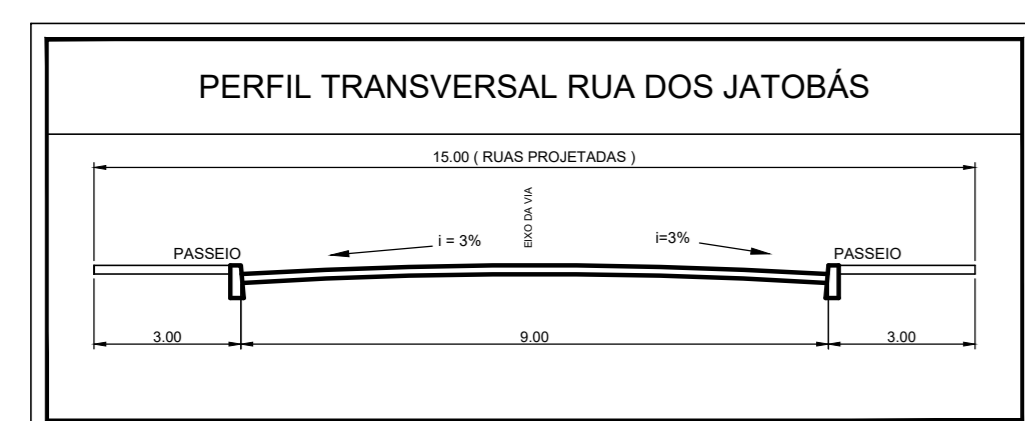 PERFIL TRANSVERSAL RUA DOS JATOBÁS
15.00 ( RUAS PROJETADAS )
EIXO DA VIA
i = 3%
i=3%
PASSEIO
PASSEIO
3.00
9.00
3.00